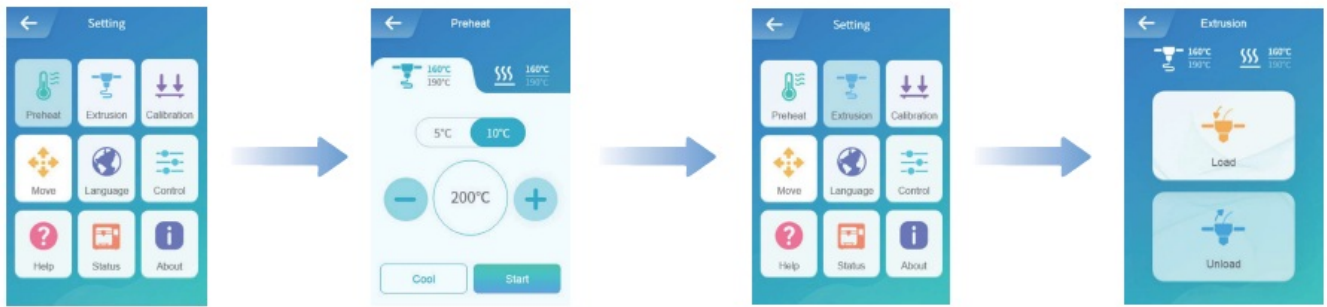 Setting
Preheat Extrusion Calibration
Move Language Control
Help Status About
Preheat
160°C 160°C
190°C 190°C
5°C 10°C
200°C
Cool Start
Setting
Preheat Extrusion Calibration
Move Language Control
Help Status About
Extrusion
160°C 160°C
190°C 190°C
Load
Unload